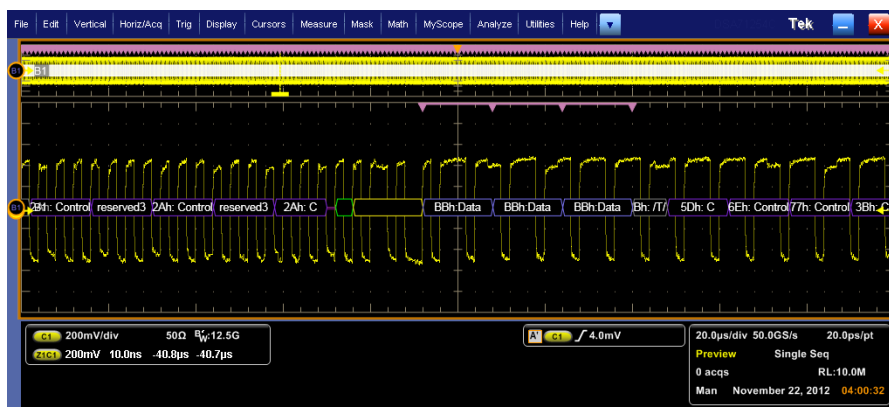 File Edit Vertical Horiz/Acq Trig Display Cursors Measure Mask Math MyScope Analyze Utilities Help Tek X
B1 B1
B1 B1 Control reserved3 2Ah: Control reserved3 2Ah: C BBh:Data BBh:Data BBh:Data Bh: /T/ 5Dh: C 6Eh: Control 77h: Control 3Bh: C
C1 200mV/div 50Ω BW:12.5G
Z1C1 200mV 10.0ns -40.8µs -40.7µs
A' C1 4.0mV
20.0µs/div 50.0GS/s 20.0ps/pt
Preview Single Seq
0 acqs RL:10.0M
Man November 22, 2012 04:00:32